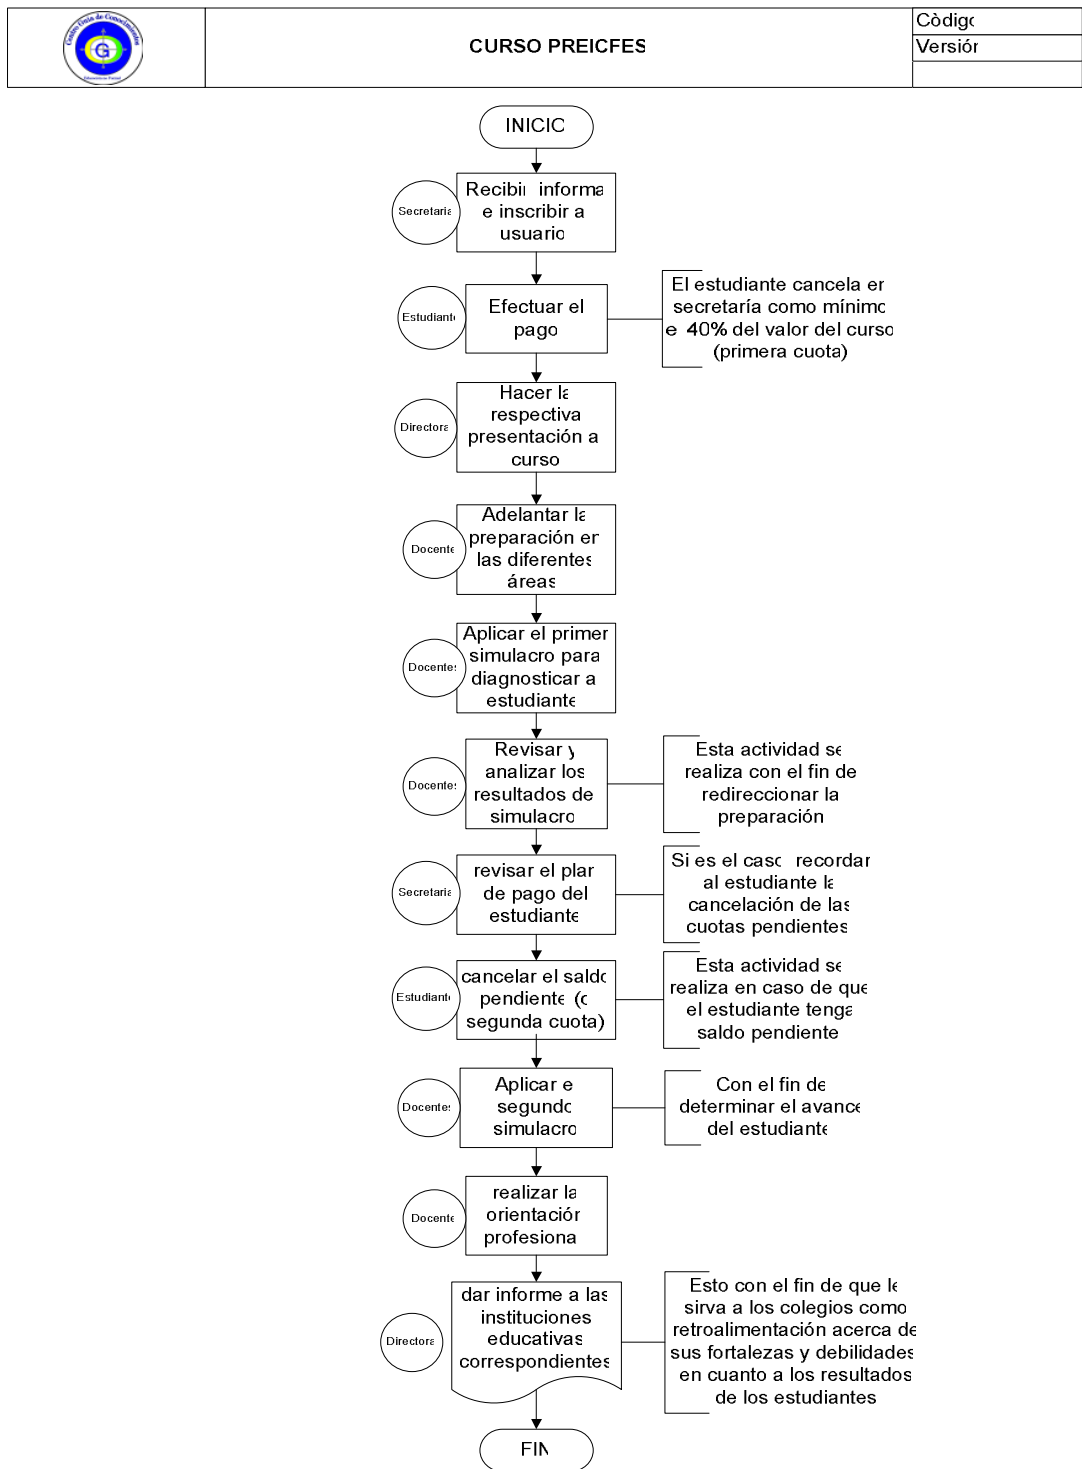 Centro Guía de Conocimientos
G
CURSO PREICFES
Còdigo
Versión
INICIO
Secretaria
Recibir informa
e inscribir a
usuario
Estudiante
Efectuar el
pago
El estudiante cancela en
secretaría como mínimo
e 40% del valor del curso
(primera cuota)
Directora
Hacer la
respectiva
presentación a
curso
Docente
Adelantar la
preparación en
las diferentes
áreas
Docentes
Aplicar el primer
simulacro para
diagnosticar a
estudiante
Docentes
Revisar y
analizar los
resultados de
simulacro
Esta actividad se
realiza con el fin de
redireccionar la
preparación
Secretaria
revisar el plan
de pago del
estudiante
Si es el caso recordar
al estudiante la
cancelación de las
cuotas pendientes
Estudiante
cancelar el saldo
pendiente (o
segunda cuota)
Esta actividad se
realiza en caso de que
el estudiante tenga
saldo pendiente
Docentes
Aplicar e
segundo
simulacro
Con el fin de
determinar el avance
del estudiante
Docente
realizar la
orientación
profesiona
Directora
dar informe a las
instituciones
educativas
correspondientes
Esto con el fin de que le
sirva a los colegios como
retroalimentación acerca de
sus fortalezas y debilidades
en cuanto a los resultados
de los estudiantes
FIN